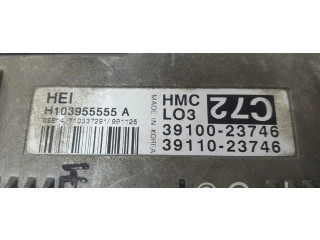 HEI
H103955555 A
MADE IN KOREA
HMC
LO3
C72
39100-23746
39110-23746